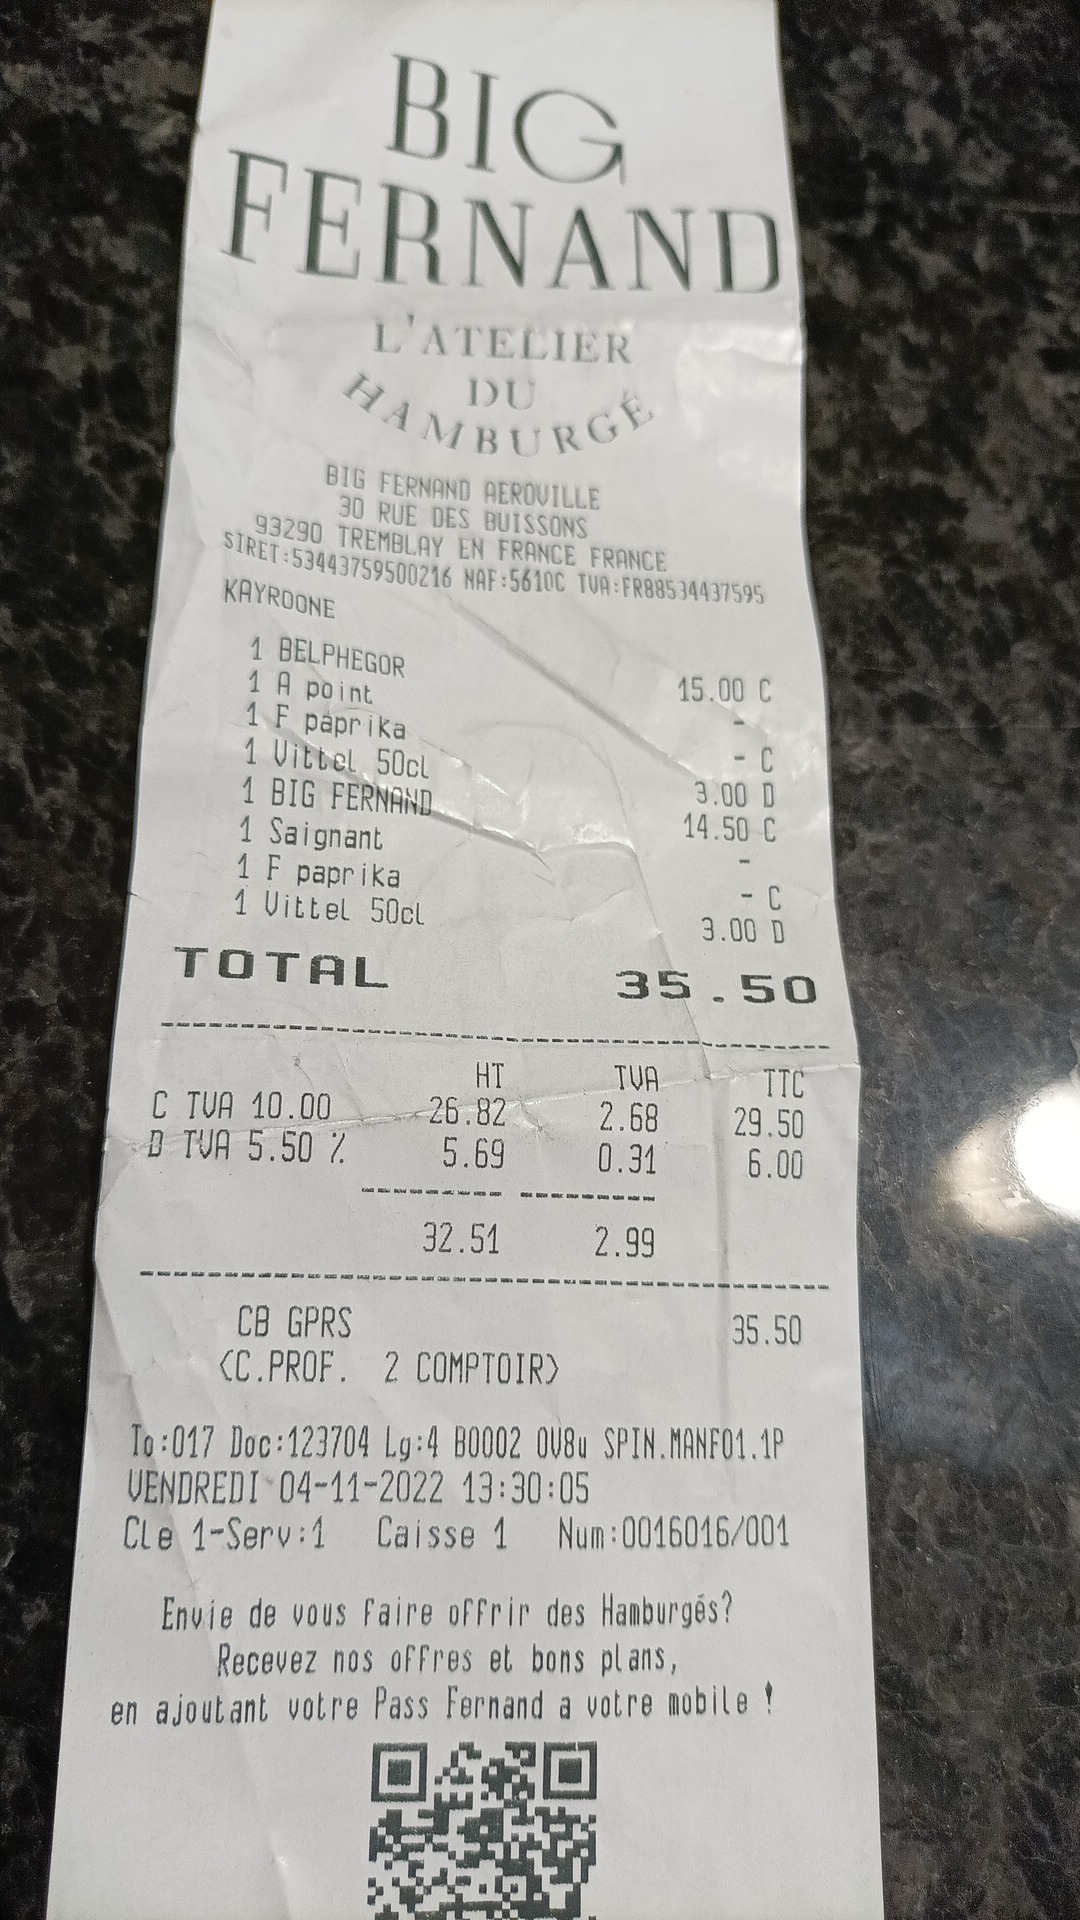 BIG
FERNAND
L'ATELIER
DU
HAMBURGÉ
BIG FERNAND AEROVILLE
30 RUE DES BUISSONS
93290 TREMBLAY EN FRANCE FRANCE
SIRET:53443759500216 NAF:5610C TVA:FR88534437595
KAYROONE
1 BELPHEGOR 15.00 C
1 A point -
1 F paprika - C
1 Vittel 50cl 3.00 D
1 BIG FERNAND 14.50 C
1 Saignant -
1 F paprika - C
1 Vittel 50cl 3.00 D
TOTAL 35.50
HT TVA TTC
C TVA 10.00 26.82 2.68 29.50
D TVA 5.50 % 5.69 0.31 6.00
32.51 2.99
CB GPRS 35.50
(C.PROF. 2 COMPTOIR)
To:017 Doc:123704 Lg:4 B0002 0V8u SPIN.MANF01.1P
VENDREDI 04-11-2022 13:30:05
Cle 1-Serv:1 Caisse 1 Num:0016016/001
Envie de vous faire offrir des Hamburgés?
Recevez nos offres et bons plans,
en ajoutant votre Pass Fernand a votre mobile !